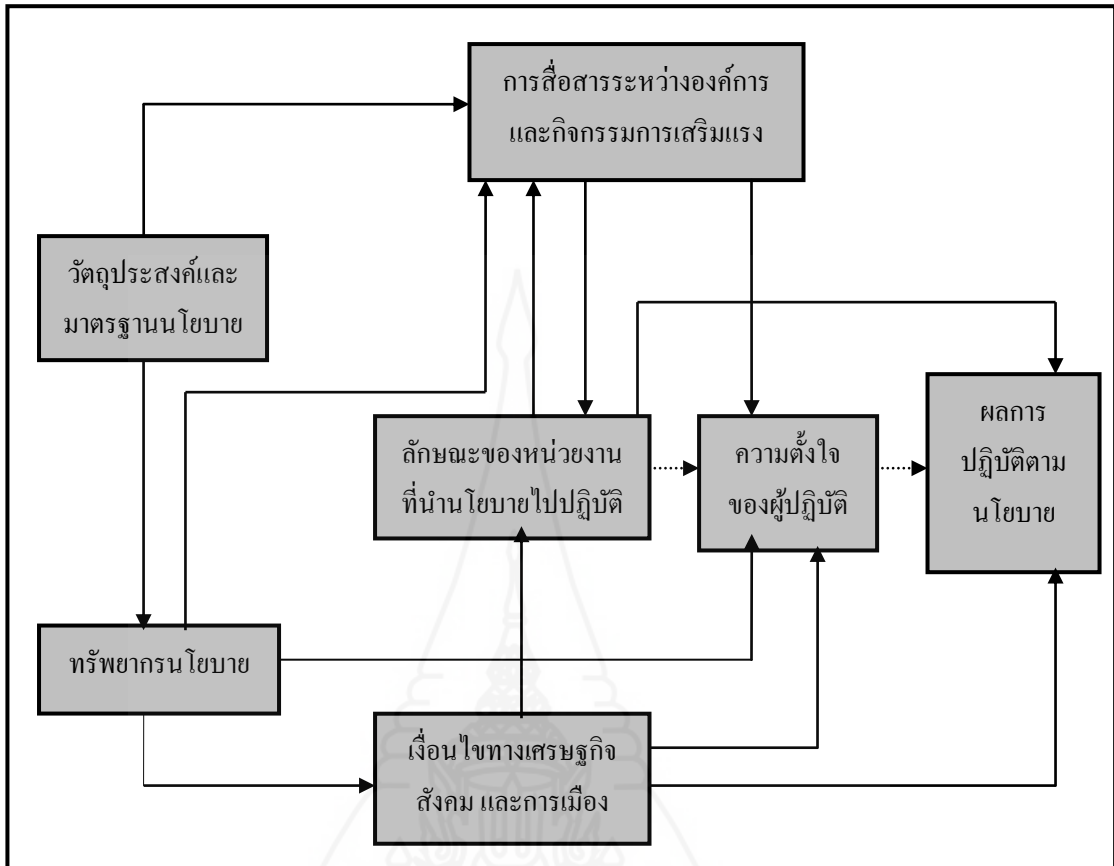 การสื่อสารระหว่างองค์การ
และกิจกรรมการเสริมแรง
วัตถุประสงค์และ
มาตรฐานนโยบาย
ลักษณะของหน่วยงาน
ที่นำนโยบายไปปฏิบัติ
ความตั้งใจ
ของผู้ปฏิบัติ
ผลการ
ปฏิบัติตาม
นโยบาย
ทรัพยากรนโยบาย
เงื่อนไขทางเศรษฐกิจ
สังคม และการเมือง